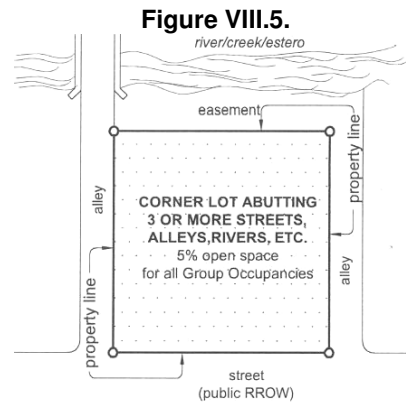 Figure VIII.5.
river/creek/estero
easement
property line
alley
CORNER LOT ABUTTING
3 OR MORE STREETS,
ALLEYS,RIVERS, ETC.
5% open space
for all Group Occupancies
alley
property line
street
(public RROW)